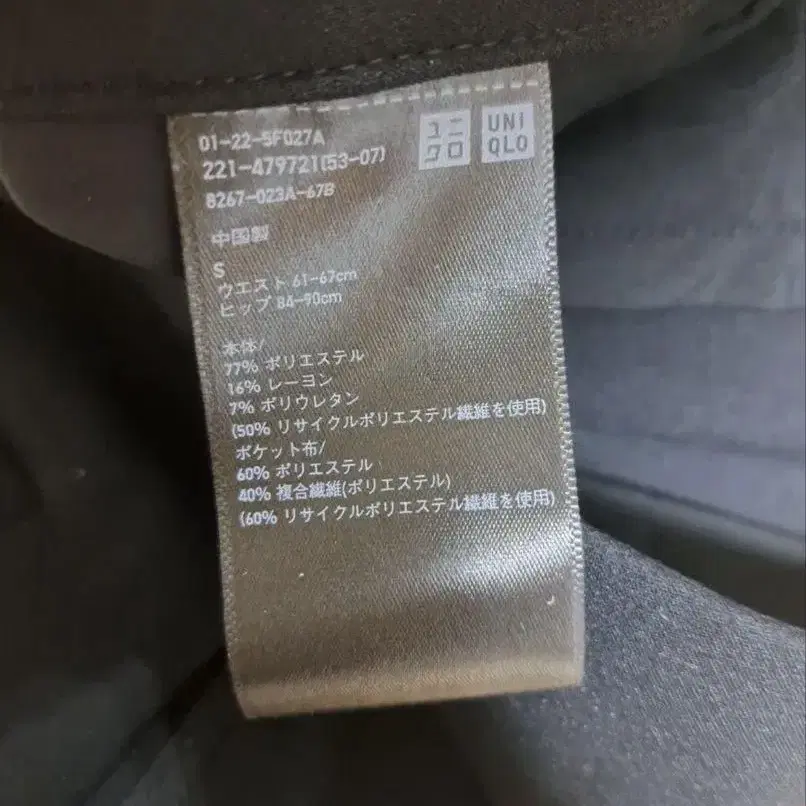 ユニ
クロ
UNI
QLO
01-22-5F027A
221-479721(53-07)
8267-023A-67B
中国製
S
ウエスト 61-67cm
ヒップ 84-90cm
本体/
77% ポリエステル
16% レーヨン
7% ポリウレタン
(50% リサイクルポリエステル繊維を使用)
ポケット布/
60% ポリエステル
40% 複合繊維(ポリエステル)
(60% リサイクルポリエステル繊維を使用)